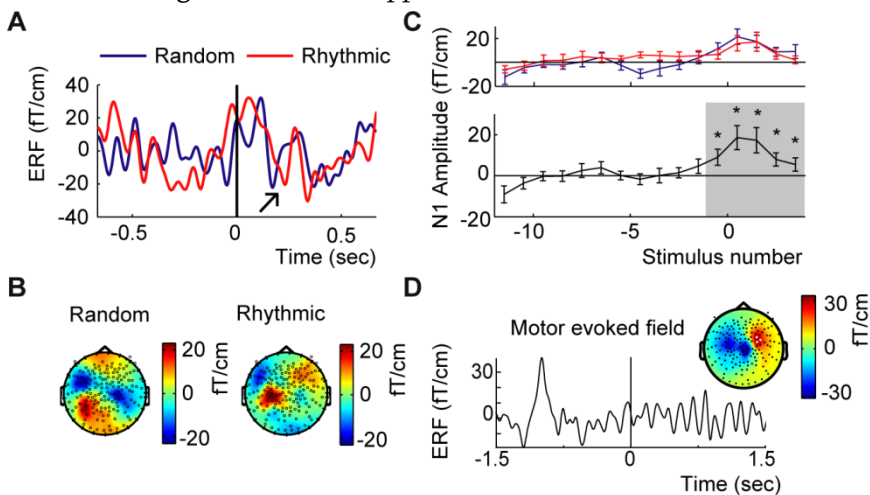 A
Random
Rhythmic
ERF (fT/cm)
40
20
0
-20
-40
-0.5
0
0.5
Time (sec)
B
Random
Rhythmic
20
0
-20
fT/cm
20
0
-20
fT/cm
C
N1 Amplitude (fT/cm)
20
0
-20
* * * * *
20
0
20
-10
-5
0
Stimulus number
D
Motor evoked field
30
0
-30
fT/cm
ERF (fT/cm)
30
0
-1.5
0
1.5
Time (sec)